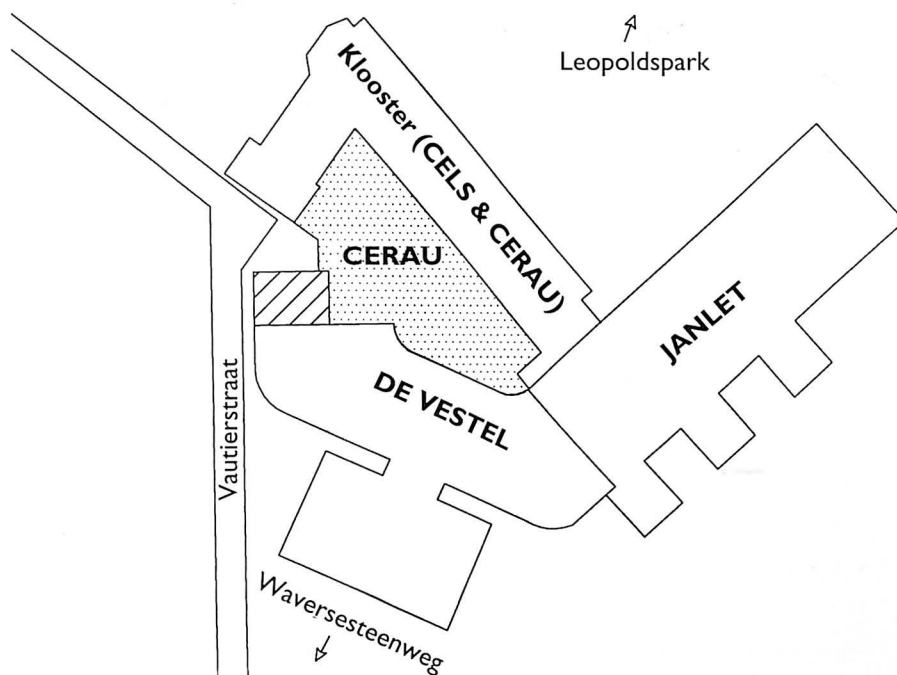 Leopoldspark
Klooster (CELS & CERAU)
CERAU
JANLET
DE VESTEL
Vautierstraat
Waversesteenweg